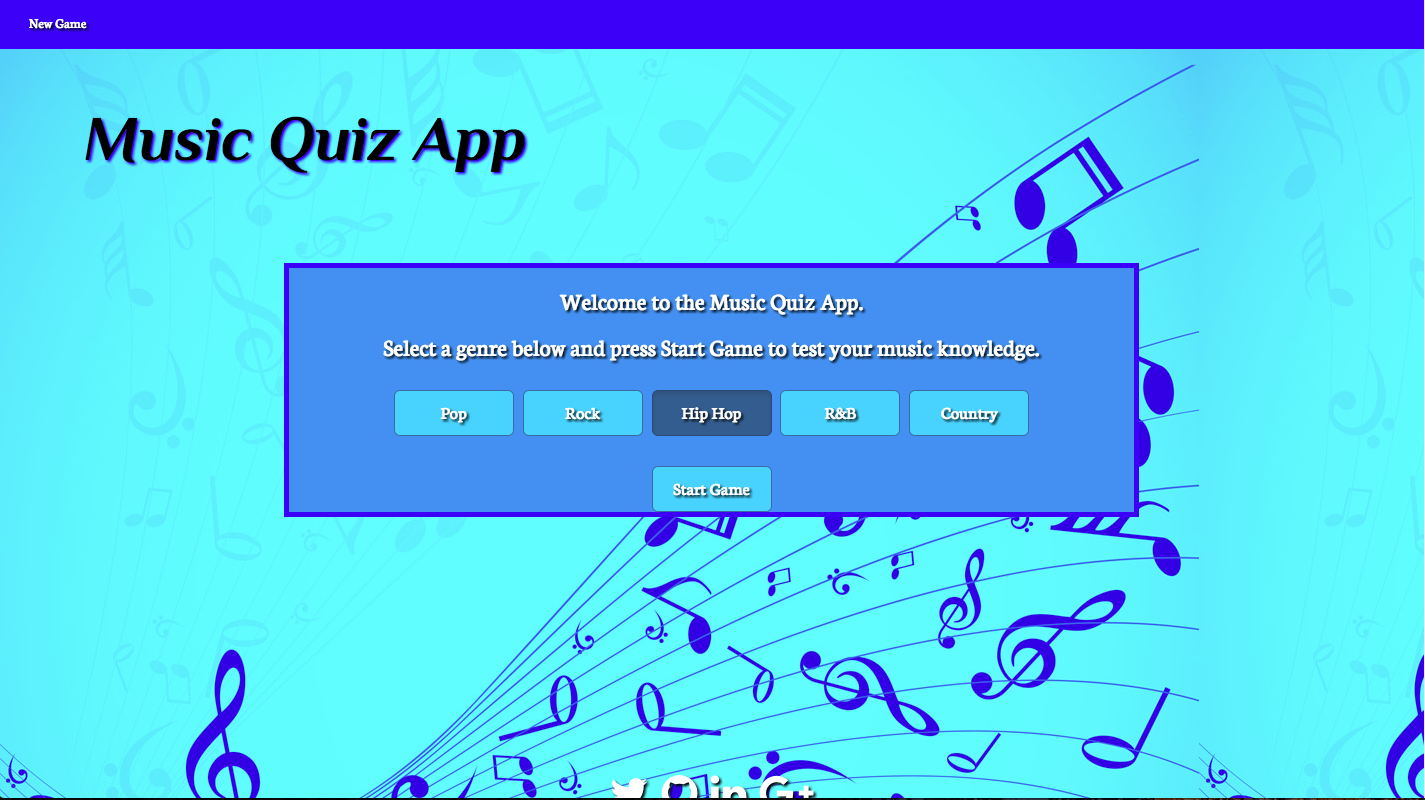 New Game
Music Quiz App
Welcome to the Music Quiz App.
Select a genre below and press Start Game to test your music knowledge.
Pop Rock Hip Hop R&B Country
Start Game